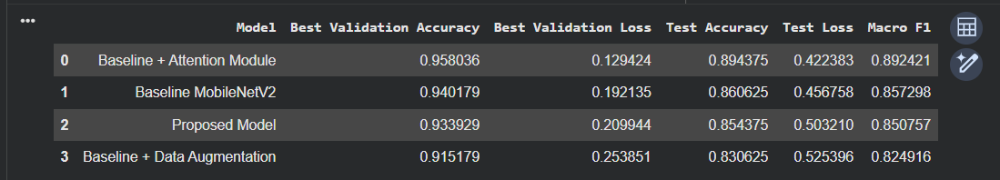 Model Best Validation Accuracy Best Validation Loss Test Accuracy Test Loss Macro F1
0 Baseline + Attention Module 0.958036 0.129424 0.894375 0.422383 0.892421
1 Baseline MobileNetV2 0.940179 0.192135 0.860625 0.456758 0.857298
2 Proposed Model 0.933929 0.209944 0.854375 0.503210 0.850757
3 Baseline + Data Augmentation 0.915179 0.253851 0.830625 0.525396 0.824916